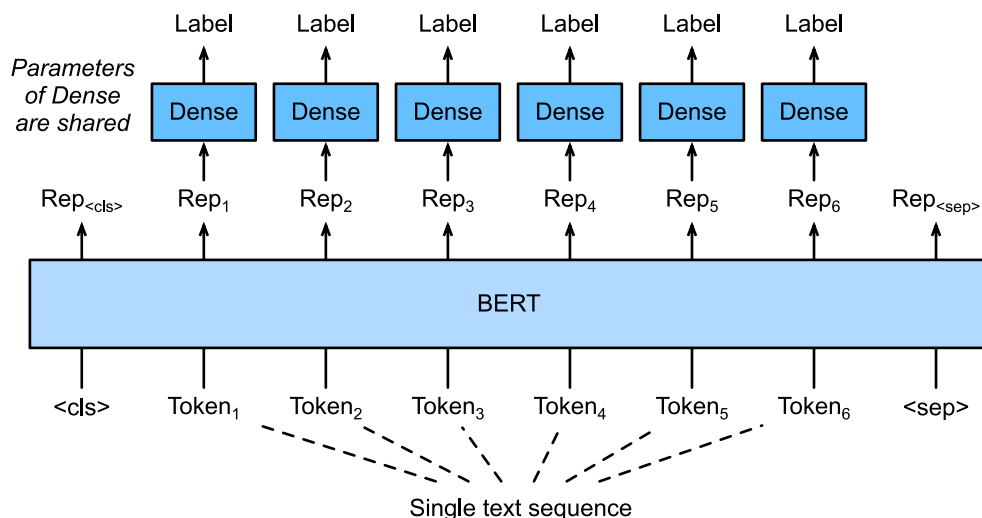 Label Label Label Label Label Label
Parameters
of Dense
are shared
Dense Dense Dense Dense Dense Dense
Rep<cls> Rep1 Rep2 Rep3 Rep4 Rep5 Rep6 Rep<sep>
BERT
<cls> Token1 Token2 Token3 Token4 Token5 Token6 <sep>
Single text sequence